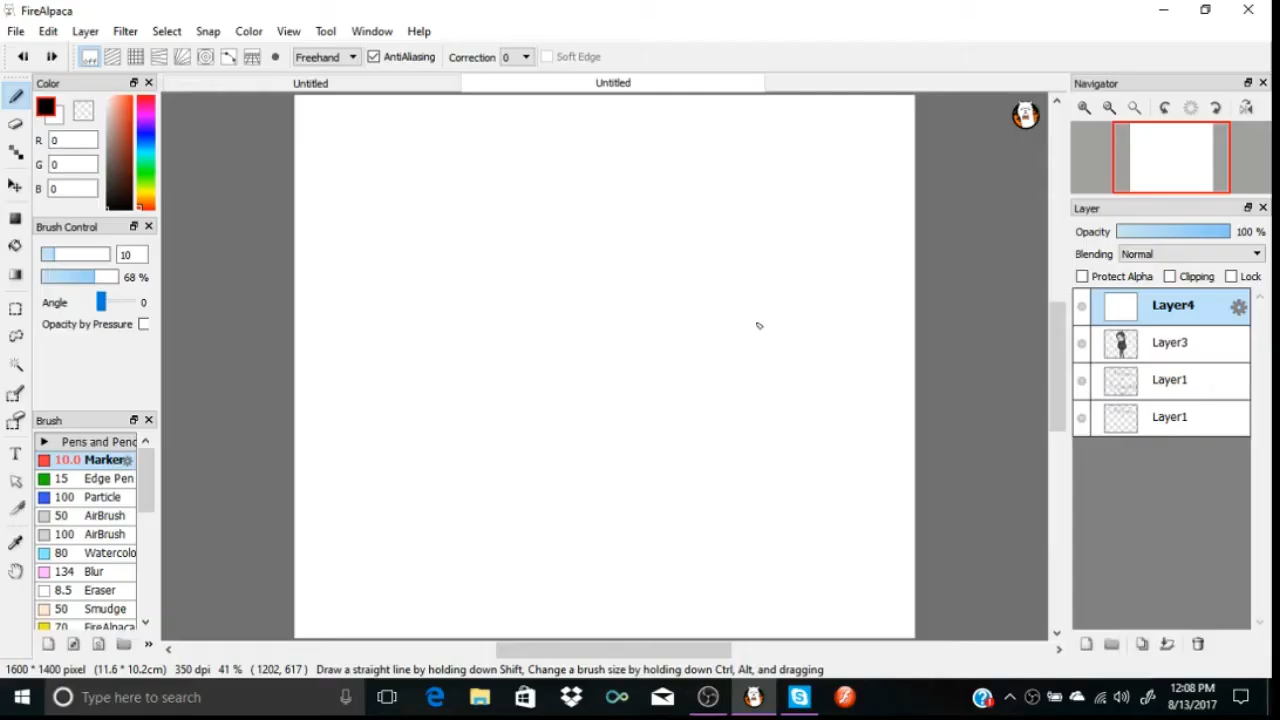 FireAlpaca
File Edit Layer Filter Select Snap Color View Tool Window Help
off Freehand AntiAliasing Correction 0 Soft Edge
Color Untitled Untitled Navigator
R 0
G 0
B 0
Layer
Brush Control Opacity 100 %
10 Blending Normal
68 % Protect Alpha Clipping Lock
Angle 0
Opacity by Pressure
Layer4
Layer3
Layer1
Layer1
Brush
Pens and Penc
10.0 Marker
15 Edge Pen
100 Particle
50 AirBrush
100 AirBrush
80 Watercolo
134 Blur
8.5 Eraser
50 Smudge
70 FireAlpaca
1600 * 1400 pixel (11.6 * 10.2cm) 350 dpi 41 % ( 1202, 617 ) Draw a straight line by holding down Shift, Change a brush size by holding down Ctrl, Alt, and dragging
Type here to search
12:08 PM
8/13/2017